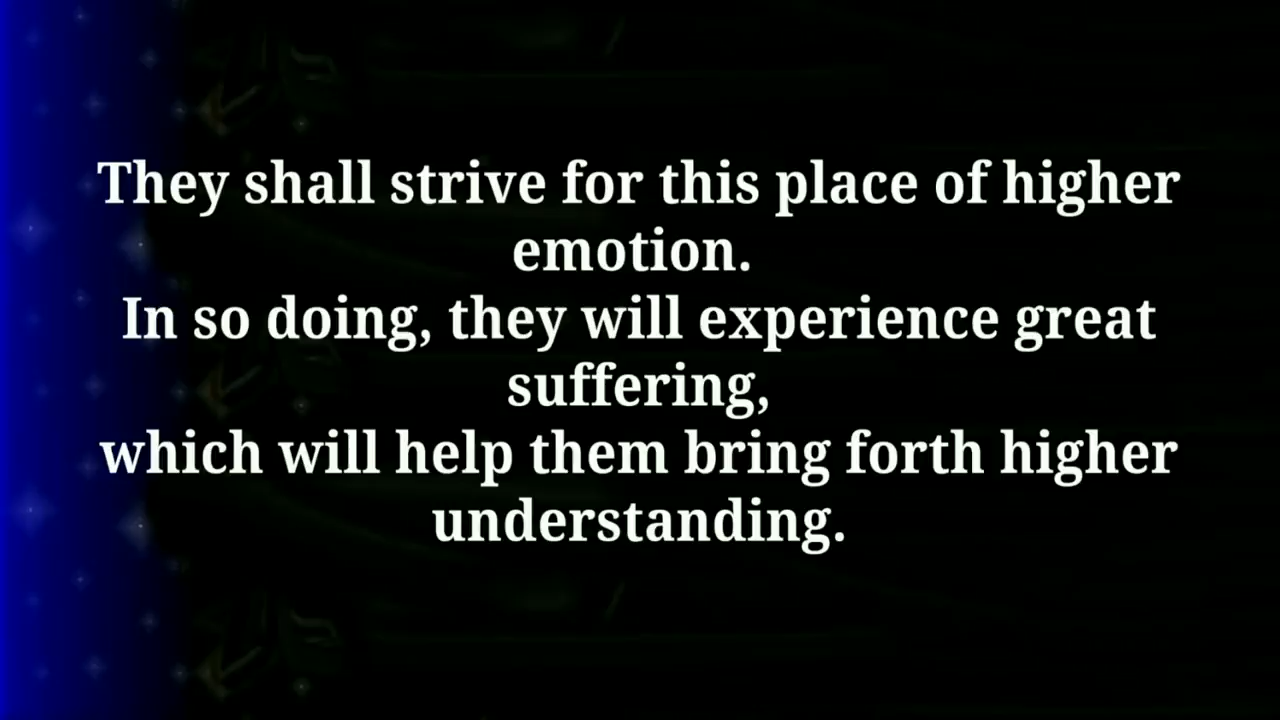 They shall strive for this place of higher
emotion.
In so doing, they will experience great
suffering,
which will help them bring forth higher
understanding.